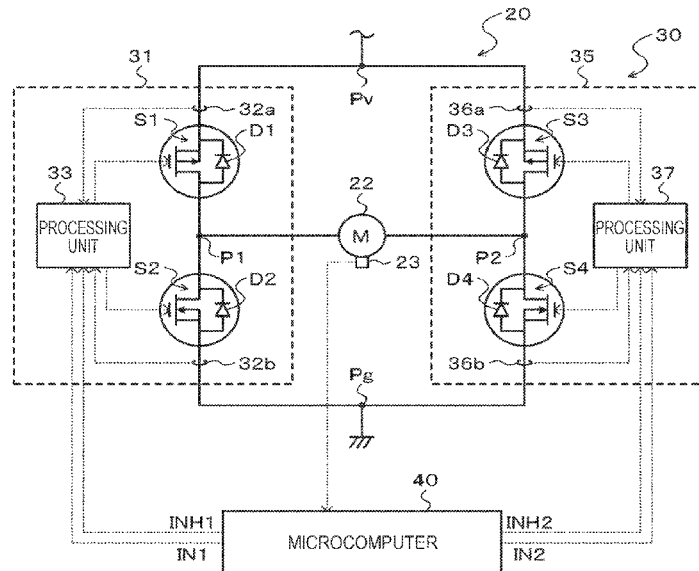 20
30
31
35
Pv
32a
36a
S1
D1
D3
S3
33
22
37
PROCESSING
UNIT
M
PROCESSING
UNIT
P1
P2
23
S2
D2
D4
S4
32b
Pg
36b
40
INH1
INH2
MICROCOMPUTER
IN1
IN2